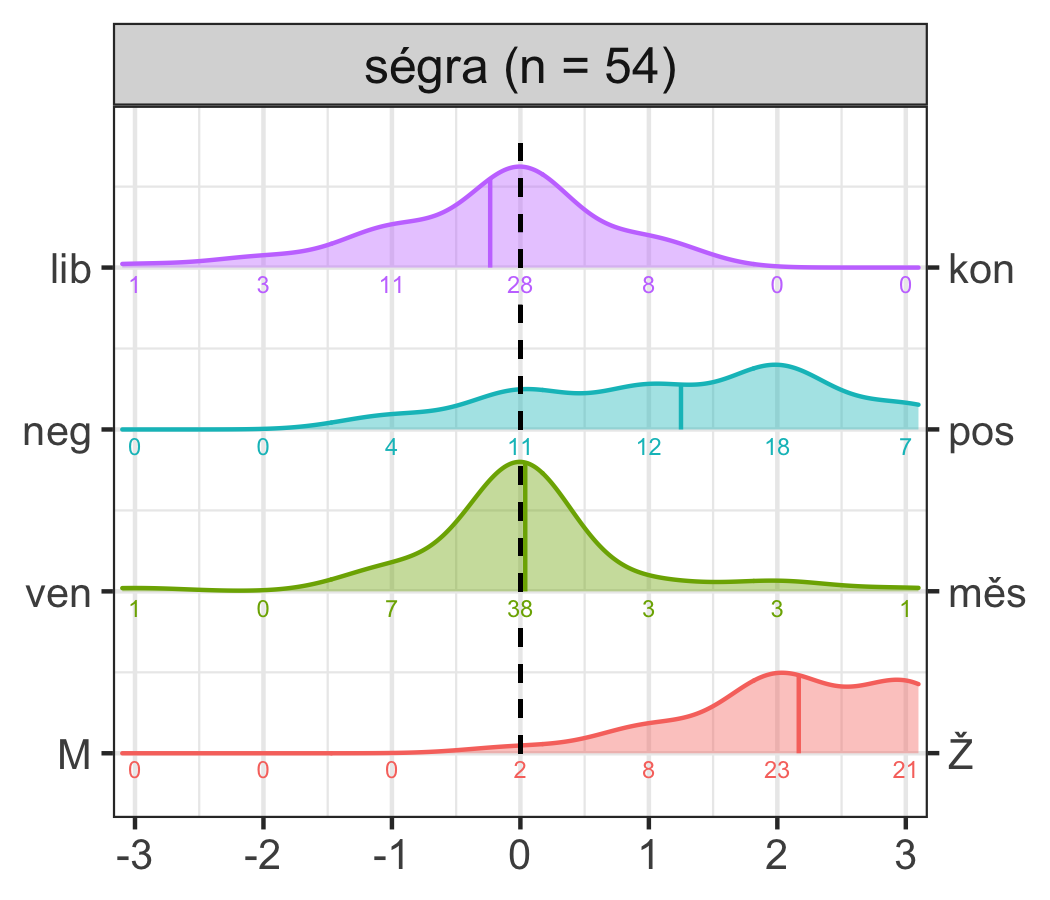 ségra (n = 54)
lib kon
1 3 11 28 8 0 0
neg pos
0 0 4 11 12 18 7
ven měs
1 0 7 38 3 3 1
M Ž
0 0 0 2 8 23 21
-3 -2 -1 0 1 2 3